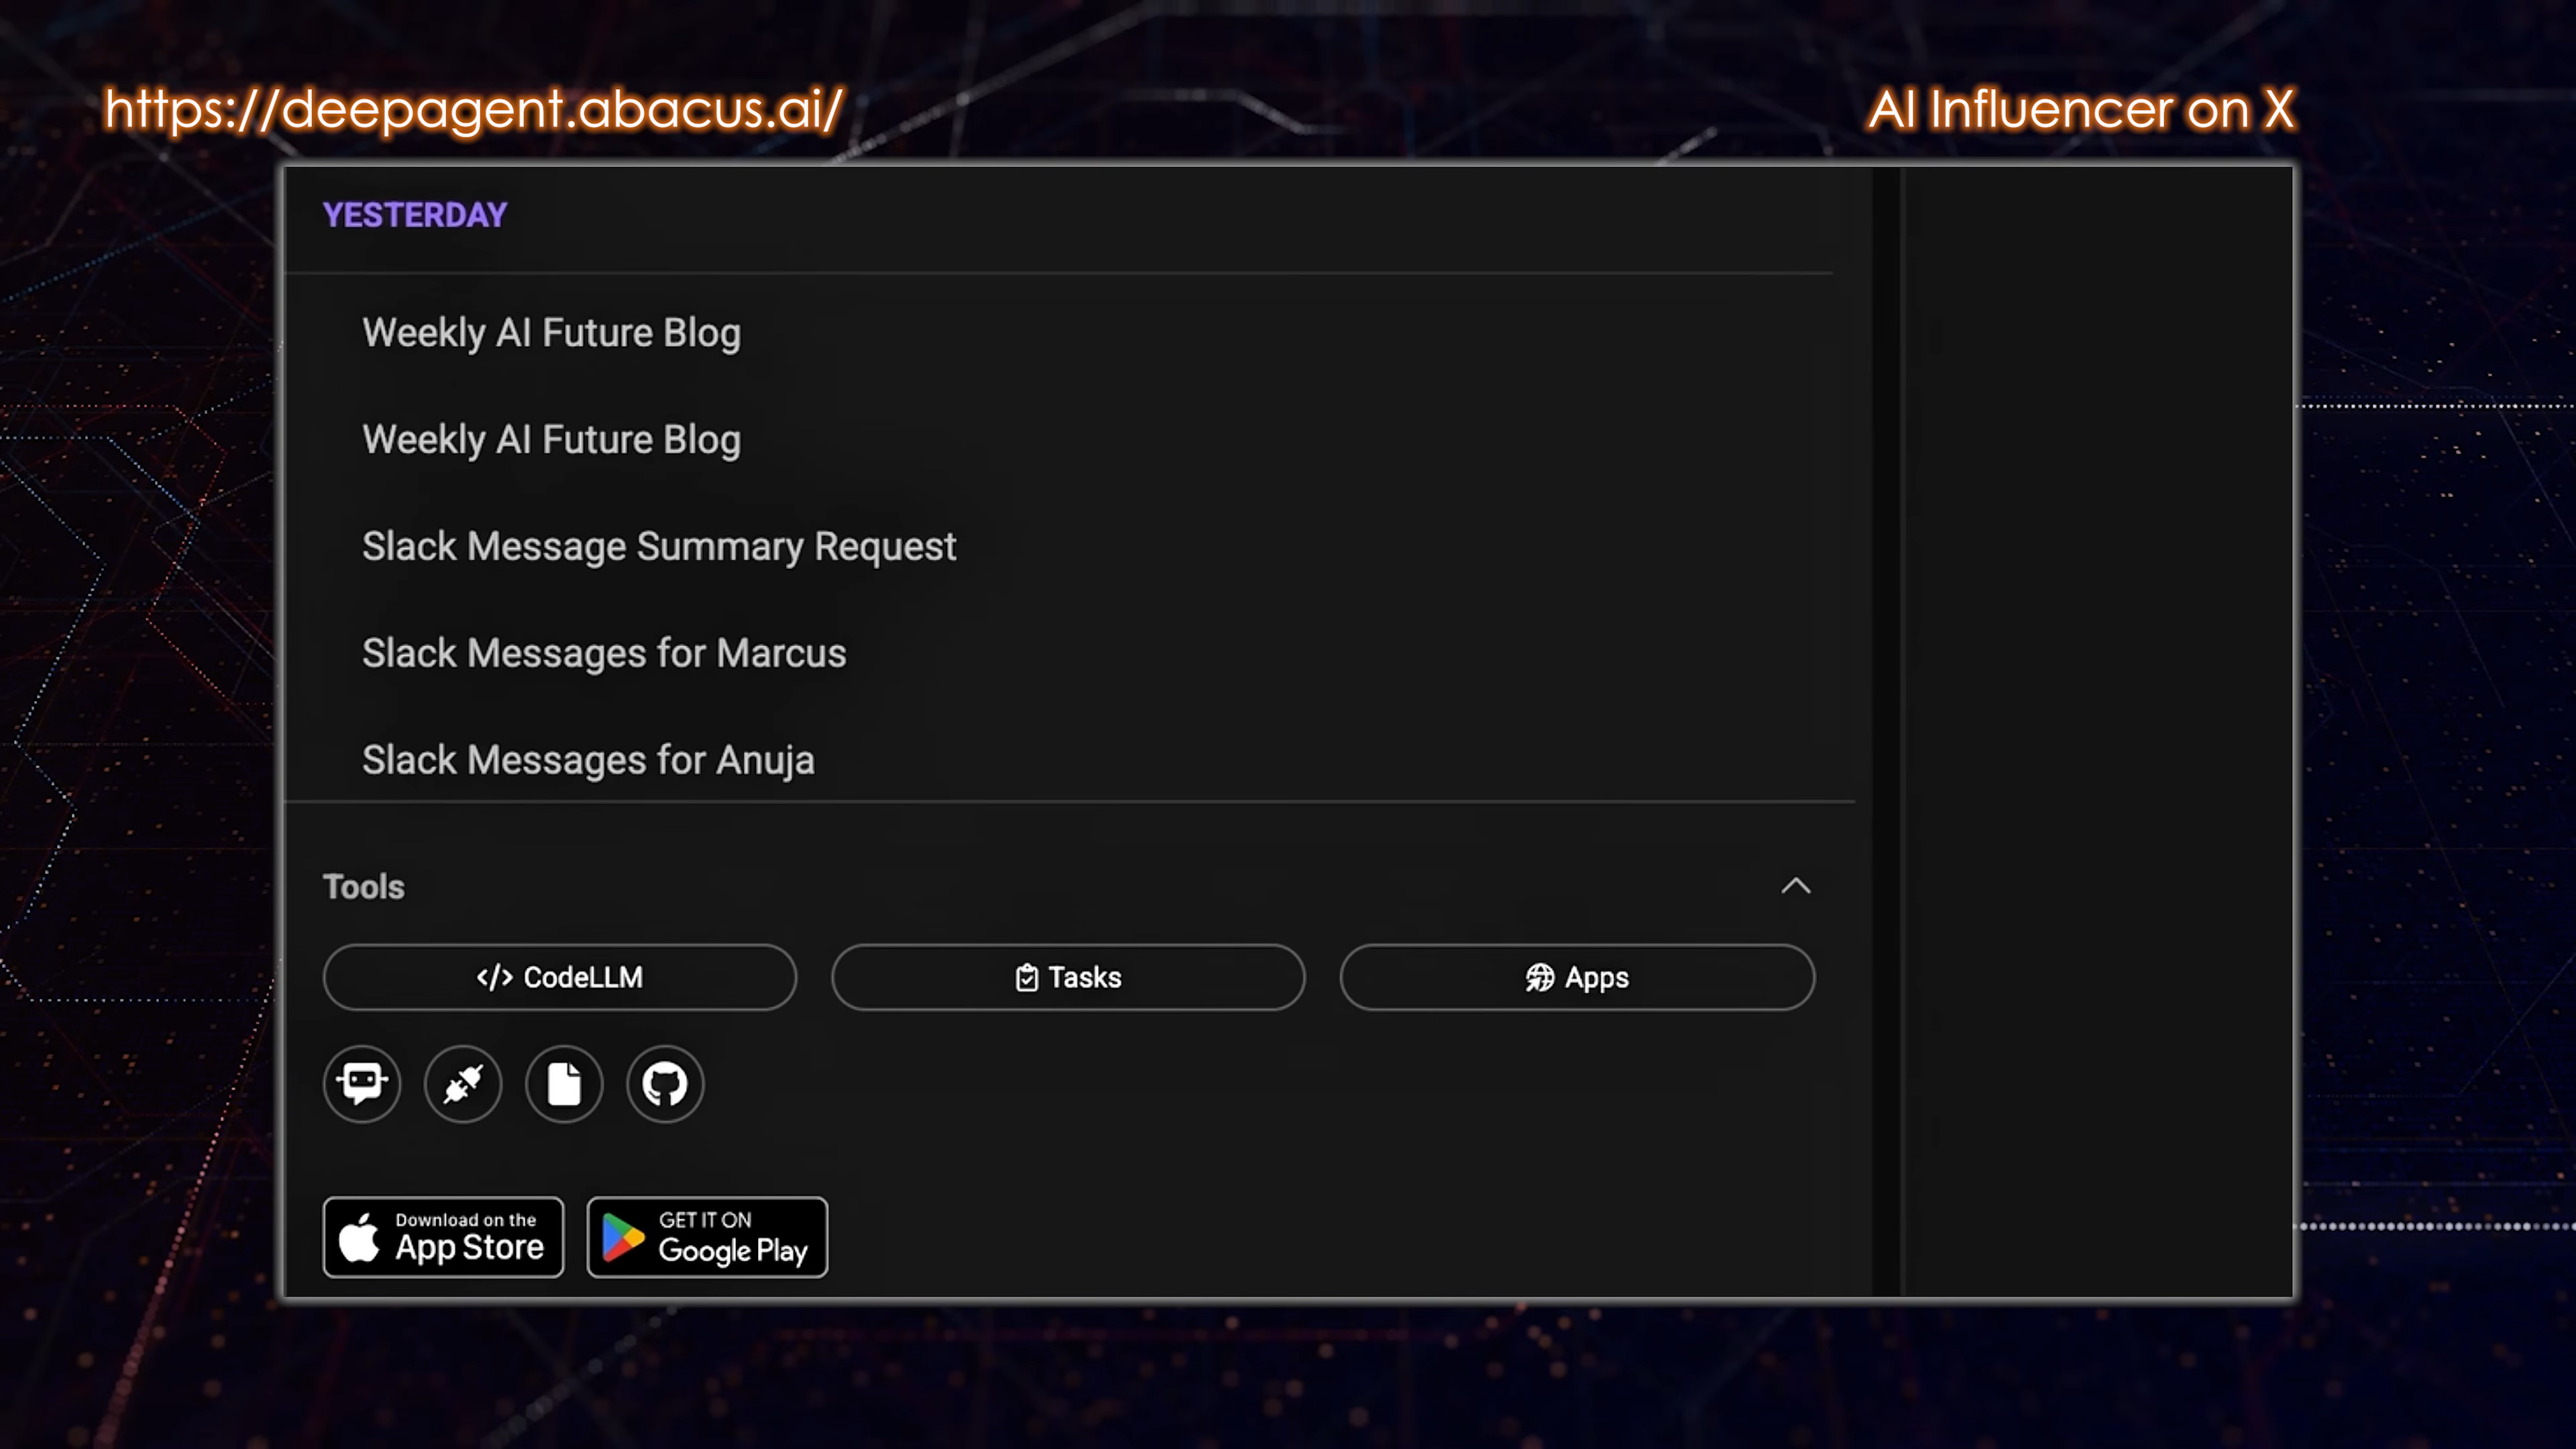 https://deepagent.abacus.ai/
AI Influencer on X
YESTERDAY
Weekly AI Future Blog
Weekly AI Future Blog
Slack Message Summary Request
Slack Messages for Marcus
Slack Messages for Anuja
Tools
</> CodeLLM
Tasks
Apps
Download on the
App Store
GET IT ON
Google Play